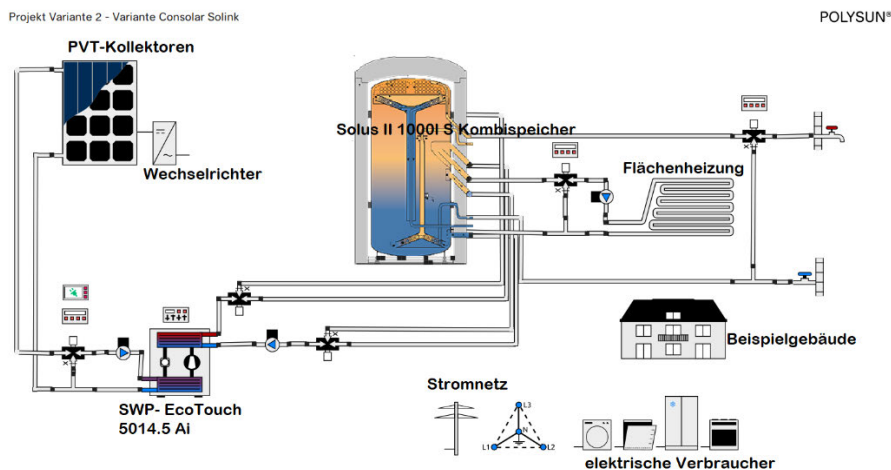 Projekt Variante 2 - Variante Consolar Solink
POLYSUN®
PVT-Kollektoren
Solus II 1000l S Kombispeicher
Wechselrichter
Flächenheizung
Beispielgebäude
Stromnetz
SWP- EcoTouch
5014.5 Ai
L3
N
L1
L2
elektrische Verbraucher